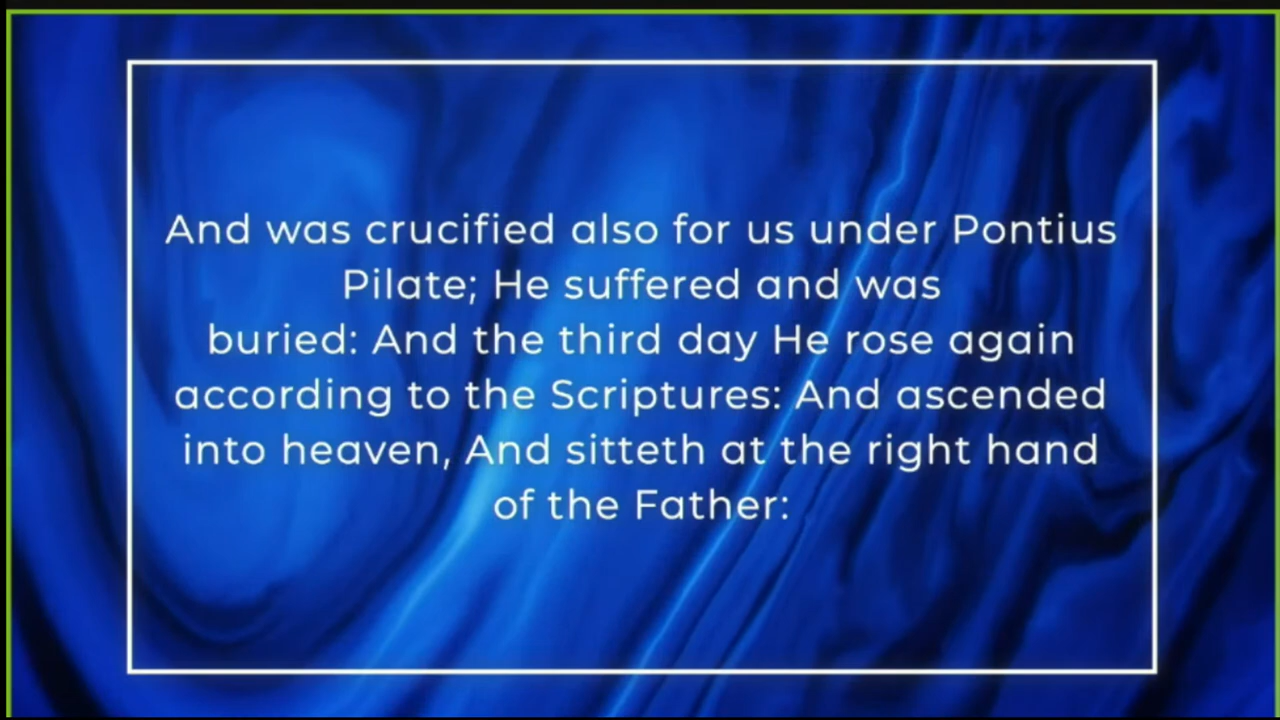 And was crucified also for us under Pontius
Pilate; He suffered and was
buried: And the third day He rose again
according to the Scriptures: And ascended
into heaven, And sitteth at the right hand
of the Father: